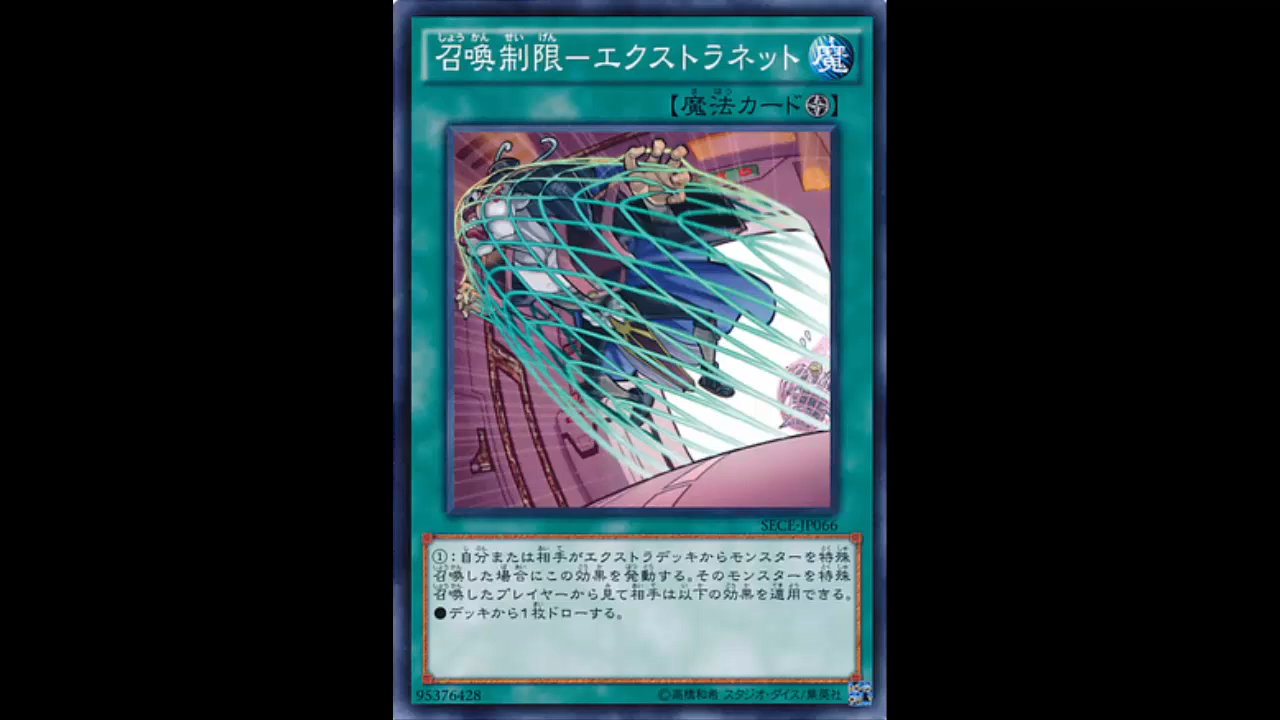 召喚制限－エクストラネット
魔
【魔法カード】
SECE-JP066
①：自分または相手がエクストラデッキからモンスターを特殊
召喚した場合にこの効果を発動する。そのモンスターを特殊
召喚したプレイヤーから見て相手は以下の効果を適用できる。
●デッキから1枚ドローする。
95376428
©高橋和希 スタジオ・ダイス/集英社